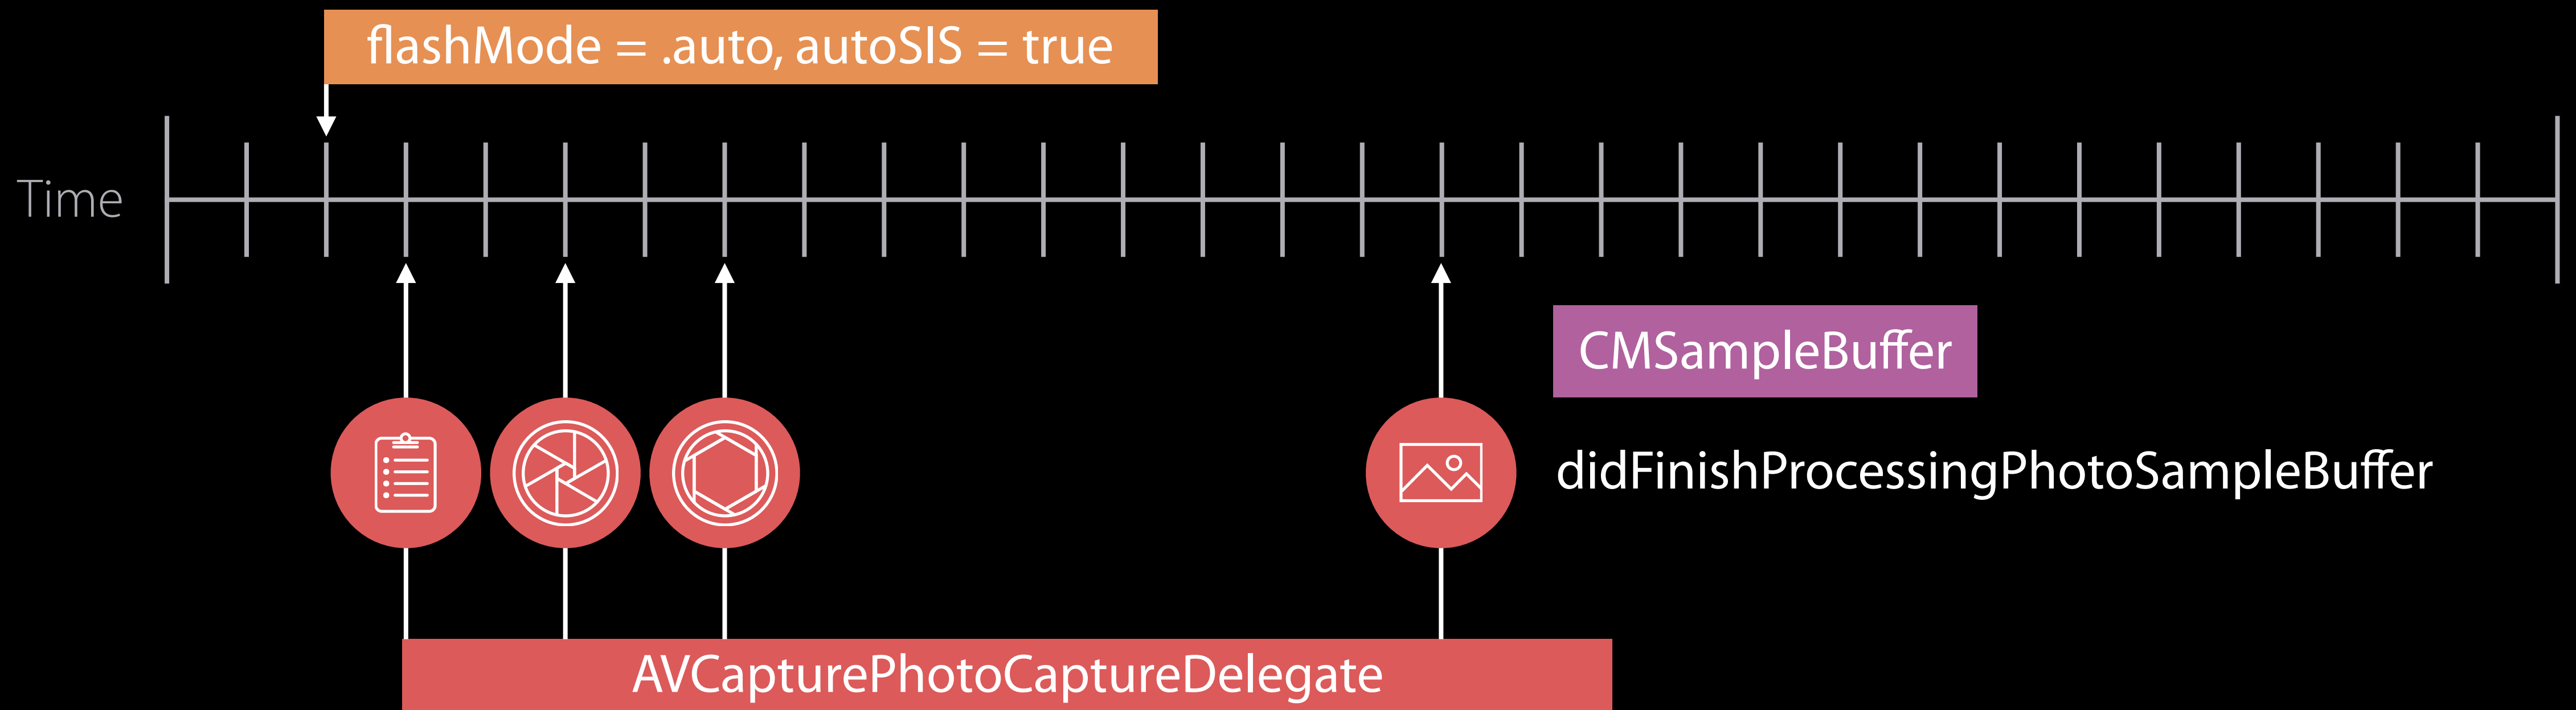 flashMode = .auto, autoSIS = true
Time
CMSampleBuffer
didFinishProcessingPhotoSampleBuffer
AVCapturePhotoCaptureDelegate